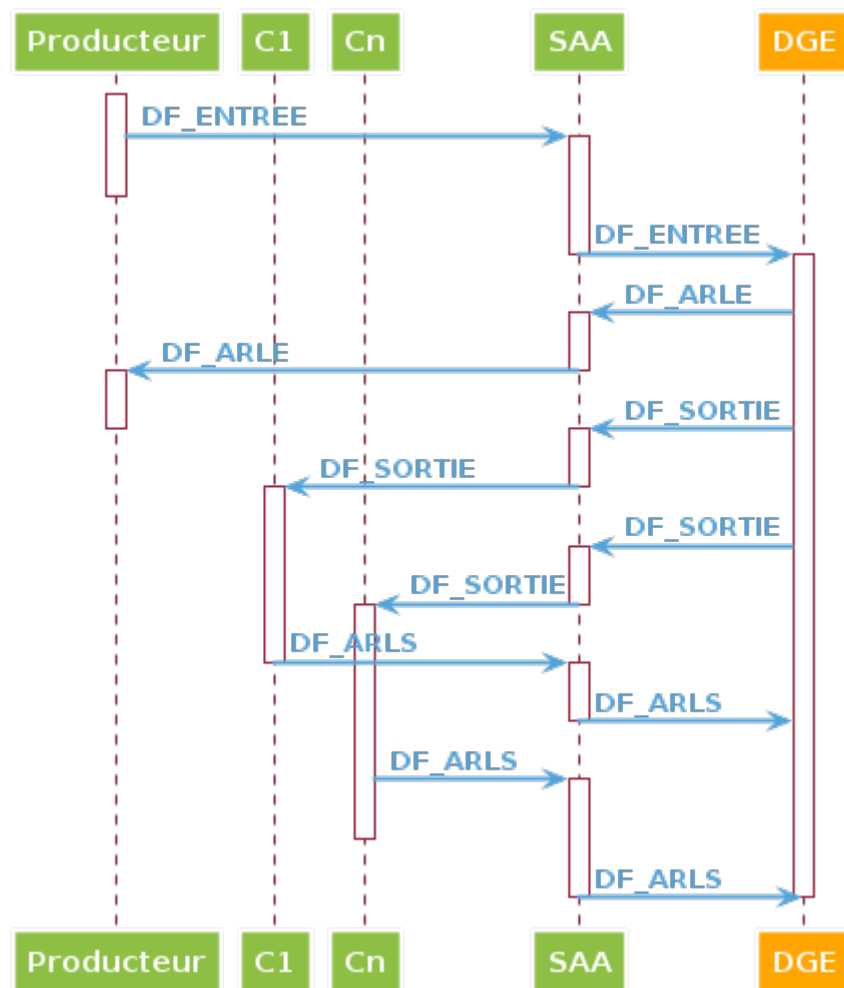 Producteur C1 Cn SAA DGE
DF_ENTREE
DF_ENTREE
DF_ARLE
DF_ARLE
DF_SORTIE
DF_SORTIE
DF_SORTIE
DF_SORTIE
DF_ARLS
DF_ARLS
DF_ARLS
DF_ARLS
Producteur C1 Cn SAA DGE